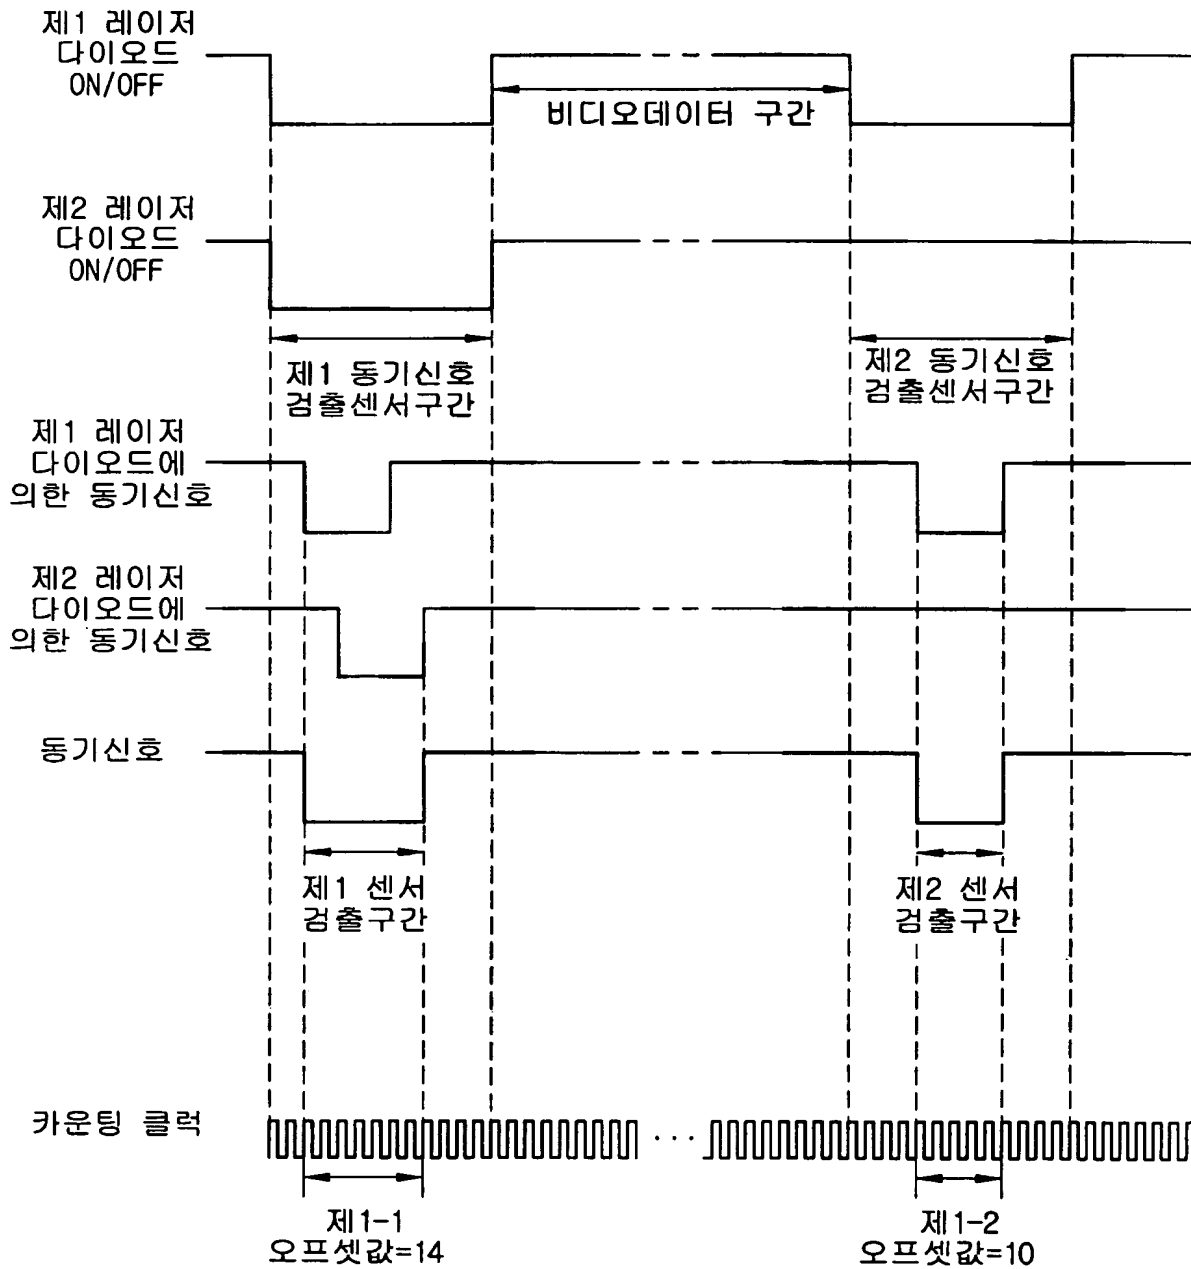 제1 레이저
다이오드
ON/OFF
비디오데이터 구간
제2 레이저
다이오드
ON/OFF
제1 동기신호
검출센서구간
제2 동기신호
검출센서구간
제1 레이저
다이오드에
의한 동기신호
제2 레이저
다이오드에
의한 동기신호
동기신호
제1 센서
검출구간
제2 센서
검출구간
카운팅 클럭
...
제1-1
오프셋값=14
제1-2
오프셋값=10